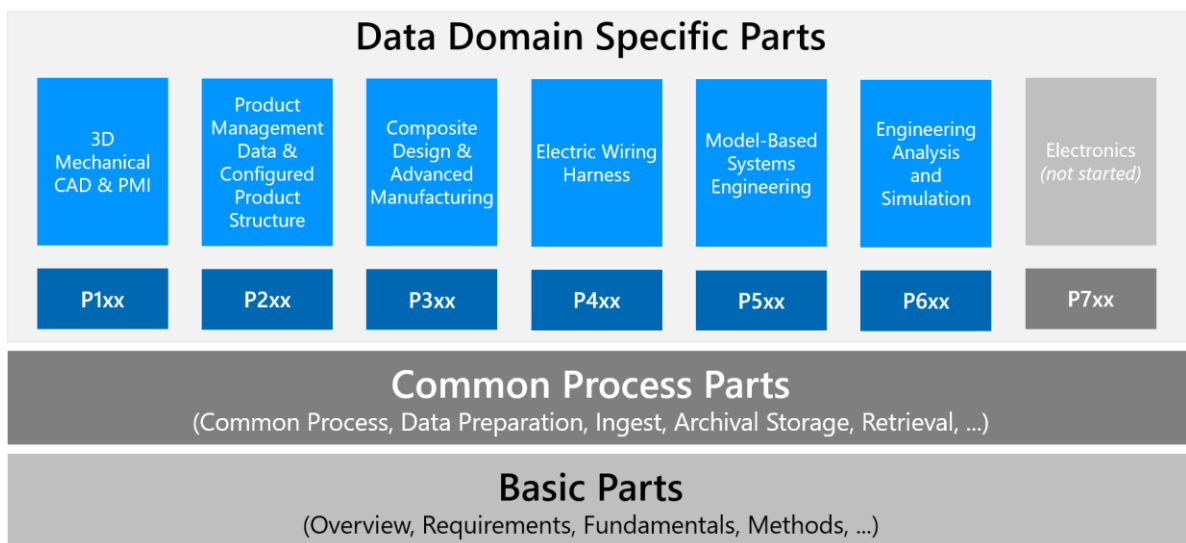 Data Domain Specific Parts
3D
Mechanical
CAD & PMI
Product
Management
Data &
Configured
Product
Structure
Composite
Design &
Advanced
Manufacturing
Electric Wiring
Harness
Model-Based
Systems
Engineering
Engineering
Analysis
and
Simulation
Electronics
(not started)
P1xx
P2xx
P3xx
P4xx
P5xx
P6xx
P7xx
Common Process Parts
(Common Process, Data Preparation, Ingest, Archival Storage, Retrieval, ...)
Basic Parts
(Overview, Requirements, Fundamentals, Methods, ...)